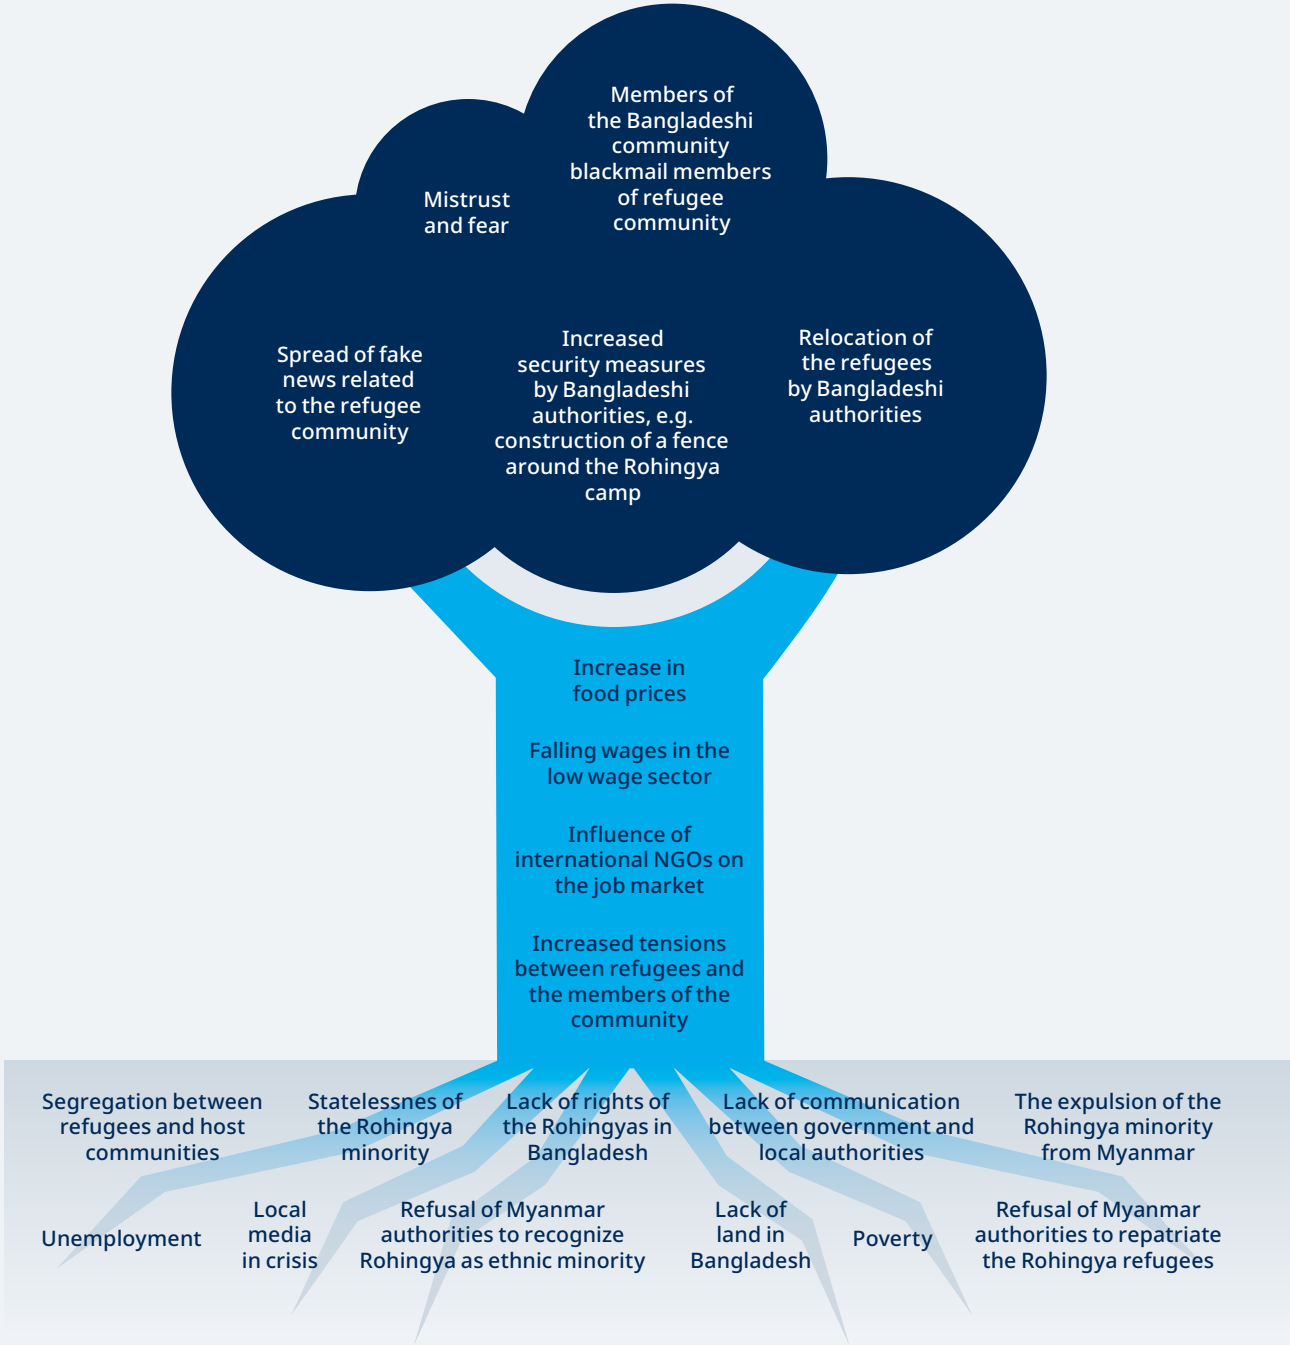 Members of
the Bangladeshi
community
blackmail members
of refugee
community
Mistrust
and fear
Spread of fake
news related
to the refugee
community
Increased
security measures
by Bangladeshi
authorities, e.g.
construction of a fence
around the Rohingya
camp
Relocation of
the refugees
by Bangladeshi
authorities
Increase in
food prices
Falling wages in the
low wage sector
Influence of
international NGOs on
the job market
Increased tensions
between refugees and
the members of the
community
Segregation between
refugees and host
communities
Statelessnes of
the Rohingya
minority
Lack of rights of
the Rohingyas in
Bangladesh
Lack of communication
between government and
local authorities
The expulsion of the
Rohingya minority
from Myanmar
Unemployment
Local
media
in crisis
Refusal of Myanmar
authorities to recognize
Rohingya as ethnic minority
Lack of
land in
Bangladesh
Poverty
Refusal of Myanmar
authorities to repatriate
the Rohingya refugees